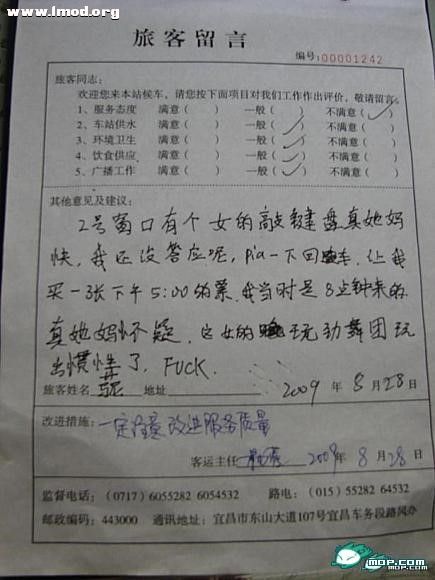 www.lmod.org
旅客留言
编号:00001242
旅客同志:
欢迎您来本站候车,请您按下面项目对我们工作作出评价,敬请留言。
1、服务态度 满意( ) 一般( ) 不满意(✓)
2、车站供水 满意( ) 一般(✓) 不满意( )
3、环境卫生 满意( ) 一般(✓) 不满意( )
4、饮食供应 满意( ) 一般(✓) 不满意( )
5、广播工作 满意( ) 一般(✓) 不满意( )
其他意见及建议:
2号窗口有个女的敲键盘真她妈
快,我还没答应呢,pia一下回车,让我
买一张下午5:00的票,我当时是8点钟来的
真她妈怀疑,这女的玩劲舞团玩
出惯性了,FUCK.
旅客姓名 地址 2009年8月28日
改进措施:一定注意改进服务质量
客运主任 2009年8月28日
监督电话:(0717)6055282 6054532 路电:(015)55282 64532
邮政编码:443000 通讯地址:宜昌市东山大道107号宜昌车务段路风办
mop.com